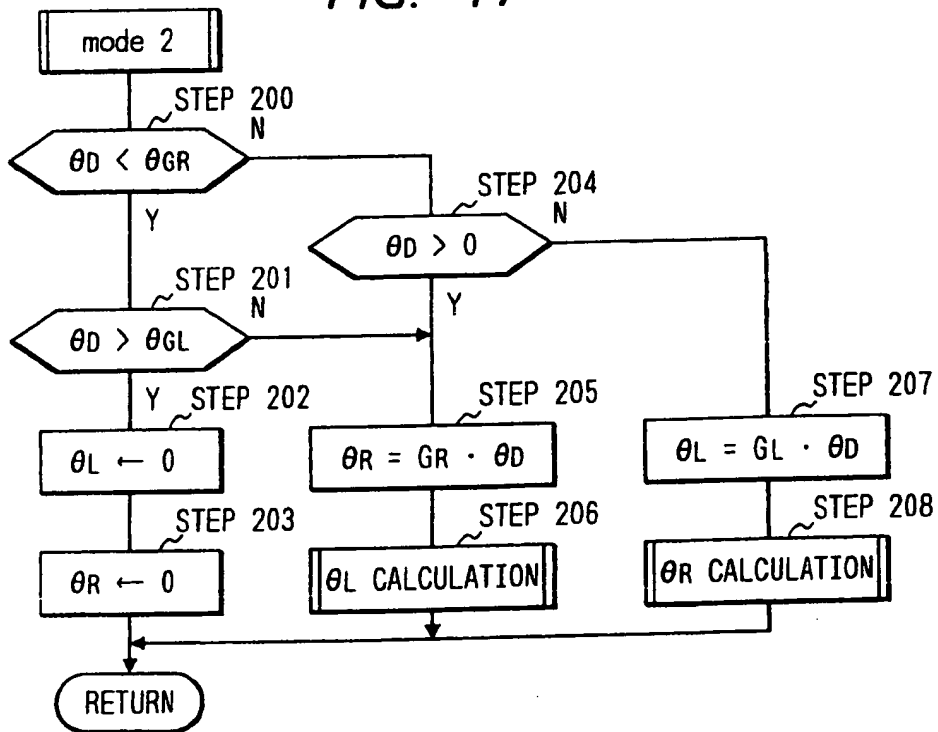 mode 2
STEP 200
θD < θGR
N
Y
STEP 204
θD > 0
N
Y
STEP 201
θD > θGL
N
Y
STEP 202
θL ← 0
STEP 205
θR = GR · θD
STEP 207
θL = GL · θD
STEP 203
θR ← 0
STEP 206
θL CALCULATION
STEP 208
θR CALCULATION
RETURN